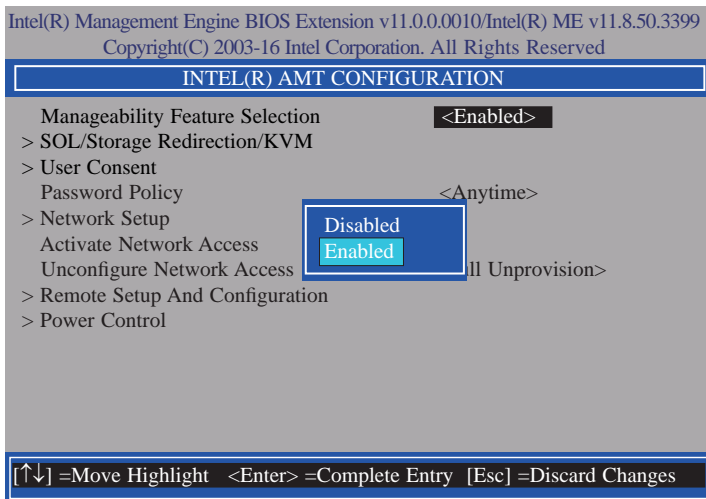 Intel(R) Management Engine BIOS Extension v11.0.0.0010/Intel(R) ME v11.8.50.3399
Copyright(C) 2003-16 Intel Corporation. All Rights Reserved
INTEL(R) AMT CONFIGURATION
Manageability Feature Selection <Enabled>
> SOL/Storage Redirection/KVM
> User Consent
Password Policy <Anytime>
> Network Setup
Disabled
Activate Network Access
Enabled
Unconfigure Network Access ll Unprovision>
> Remote Setup And Configuration
> Power Control
[↑↓] =Move Highlight <Enter> =Complete Entry [Esc] =Discard Changes